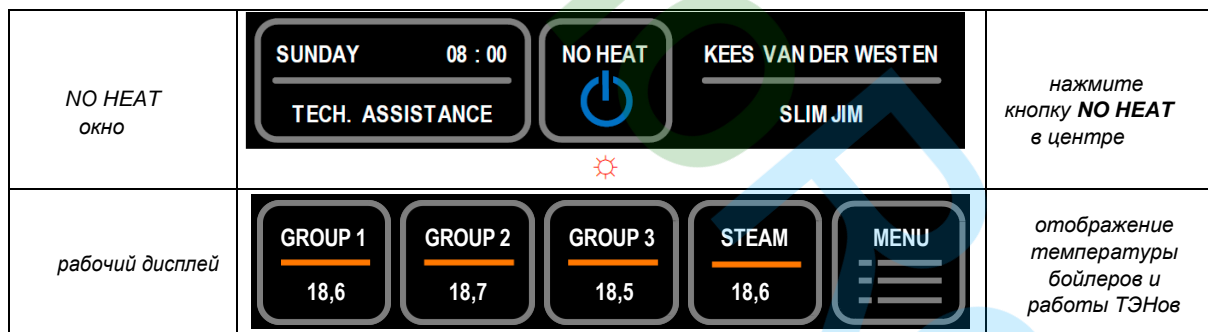 NO HEAT
окно
SUNDAY 08 : 00
TECH. ASSISTANCE
NO HEAT
KEES VAN DER WESTEN
SLIM JIM
нажмите
кнопку NO HEAT
в центре
рабочий дисплей
GROUP 1
18,6
GROUP 2
18,7
GROUP 3
18,5
STEAM
18,6
MENU
отображение
температуры
бойлеров и
работы ТЭНов